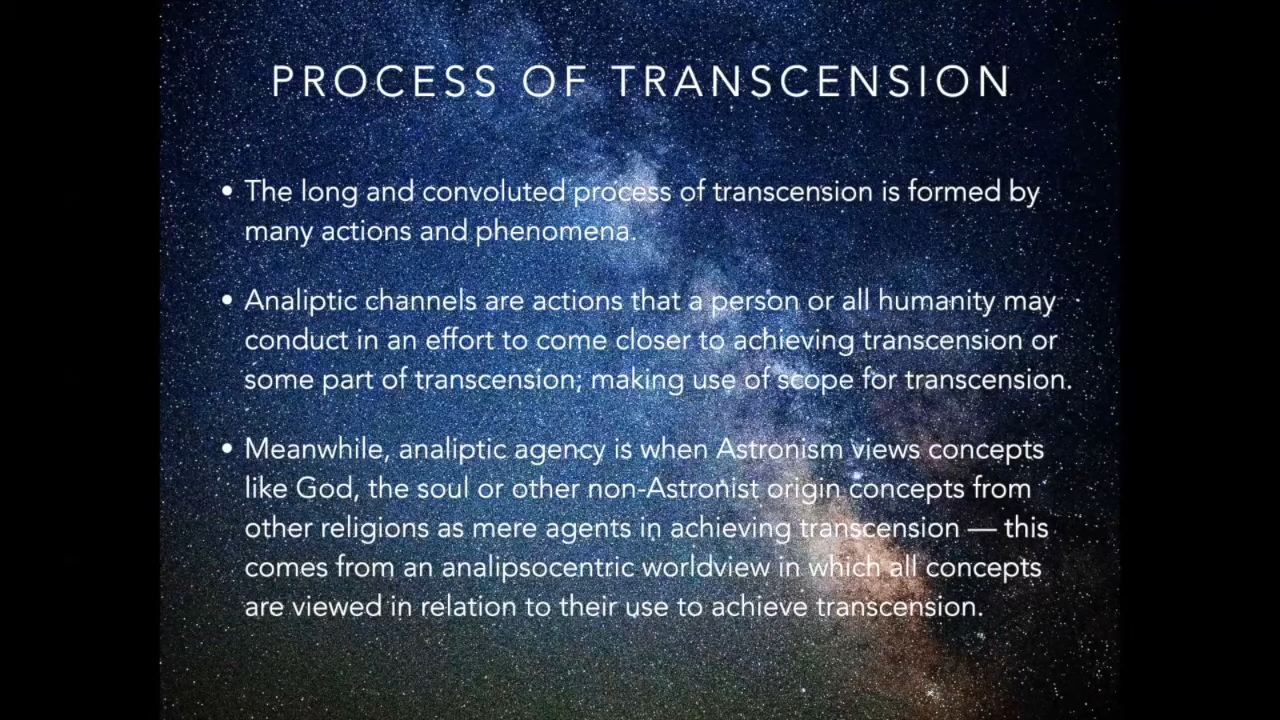 PROCESS OF TRANSCENSION
• The long and convoluted process of transcension is formed by
many actions and phenomena.
• Analiptic channels are actions that a person or all humanity may
conduct in an effort to come closer to achieving transcension or
some part of transcension; making use of scope for transcension.
• Meanwhile, analiptic agency is when Astronism views concepts
like God, the soul or other non-Astronist origin concepts from
other religions as mere agents in achieving transcension — this
comes from an analipsocentric worldview in which all concepts
are viewed in relation to their use to achieve transcension.